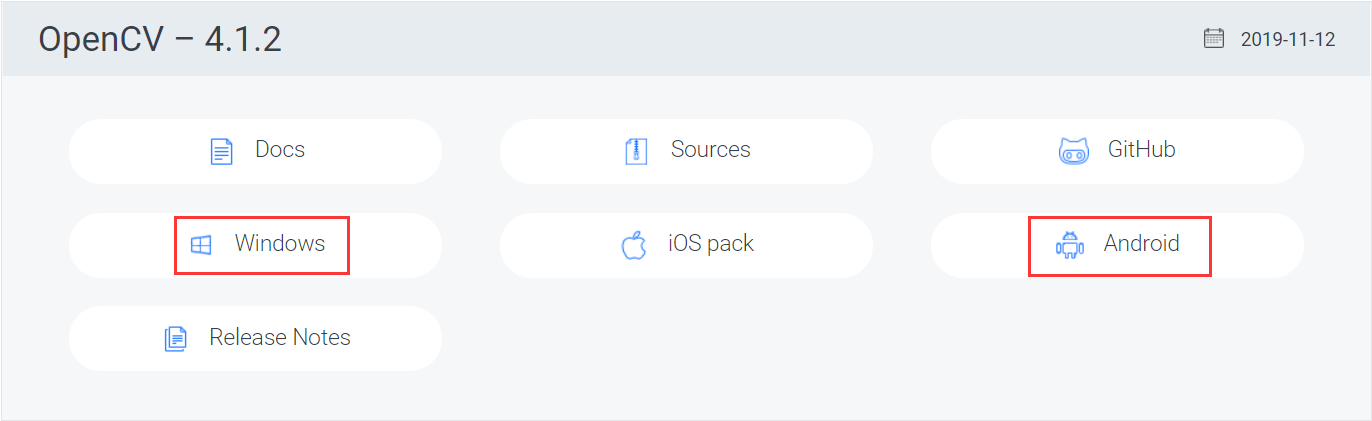 OpenCV – 4.1.2
2019-11-12
Docs
Sources
GitHub
Windows
iOS pack
Android
Release Notes